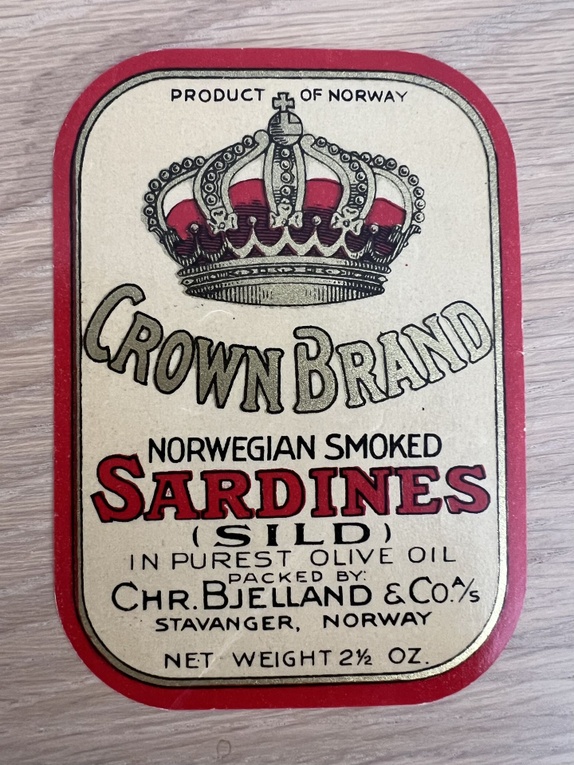 PRODUCT OF NORWAY
CROWN BRAND
NORWEGIAN SMOKED
SARDINES
(SILD)
IN PUREST OLIVE OIL
PACKED BY:
CHR. BJELLAND & CO. A/S
STAVANGER, NORWAY
NET WEIGHT 2½ OZ.